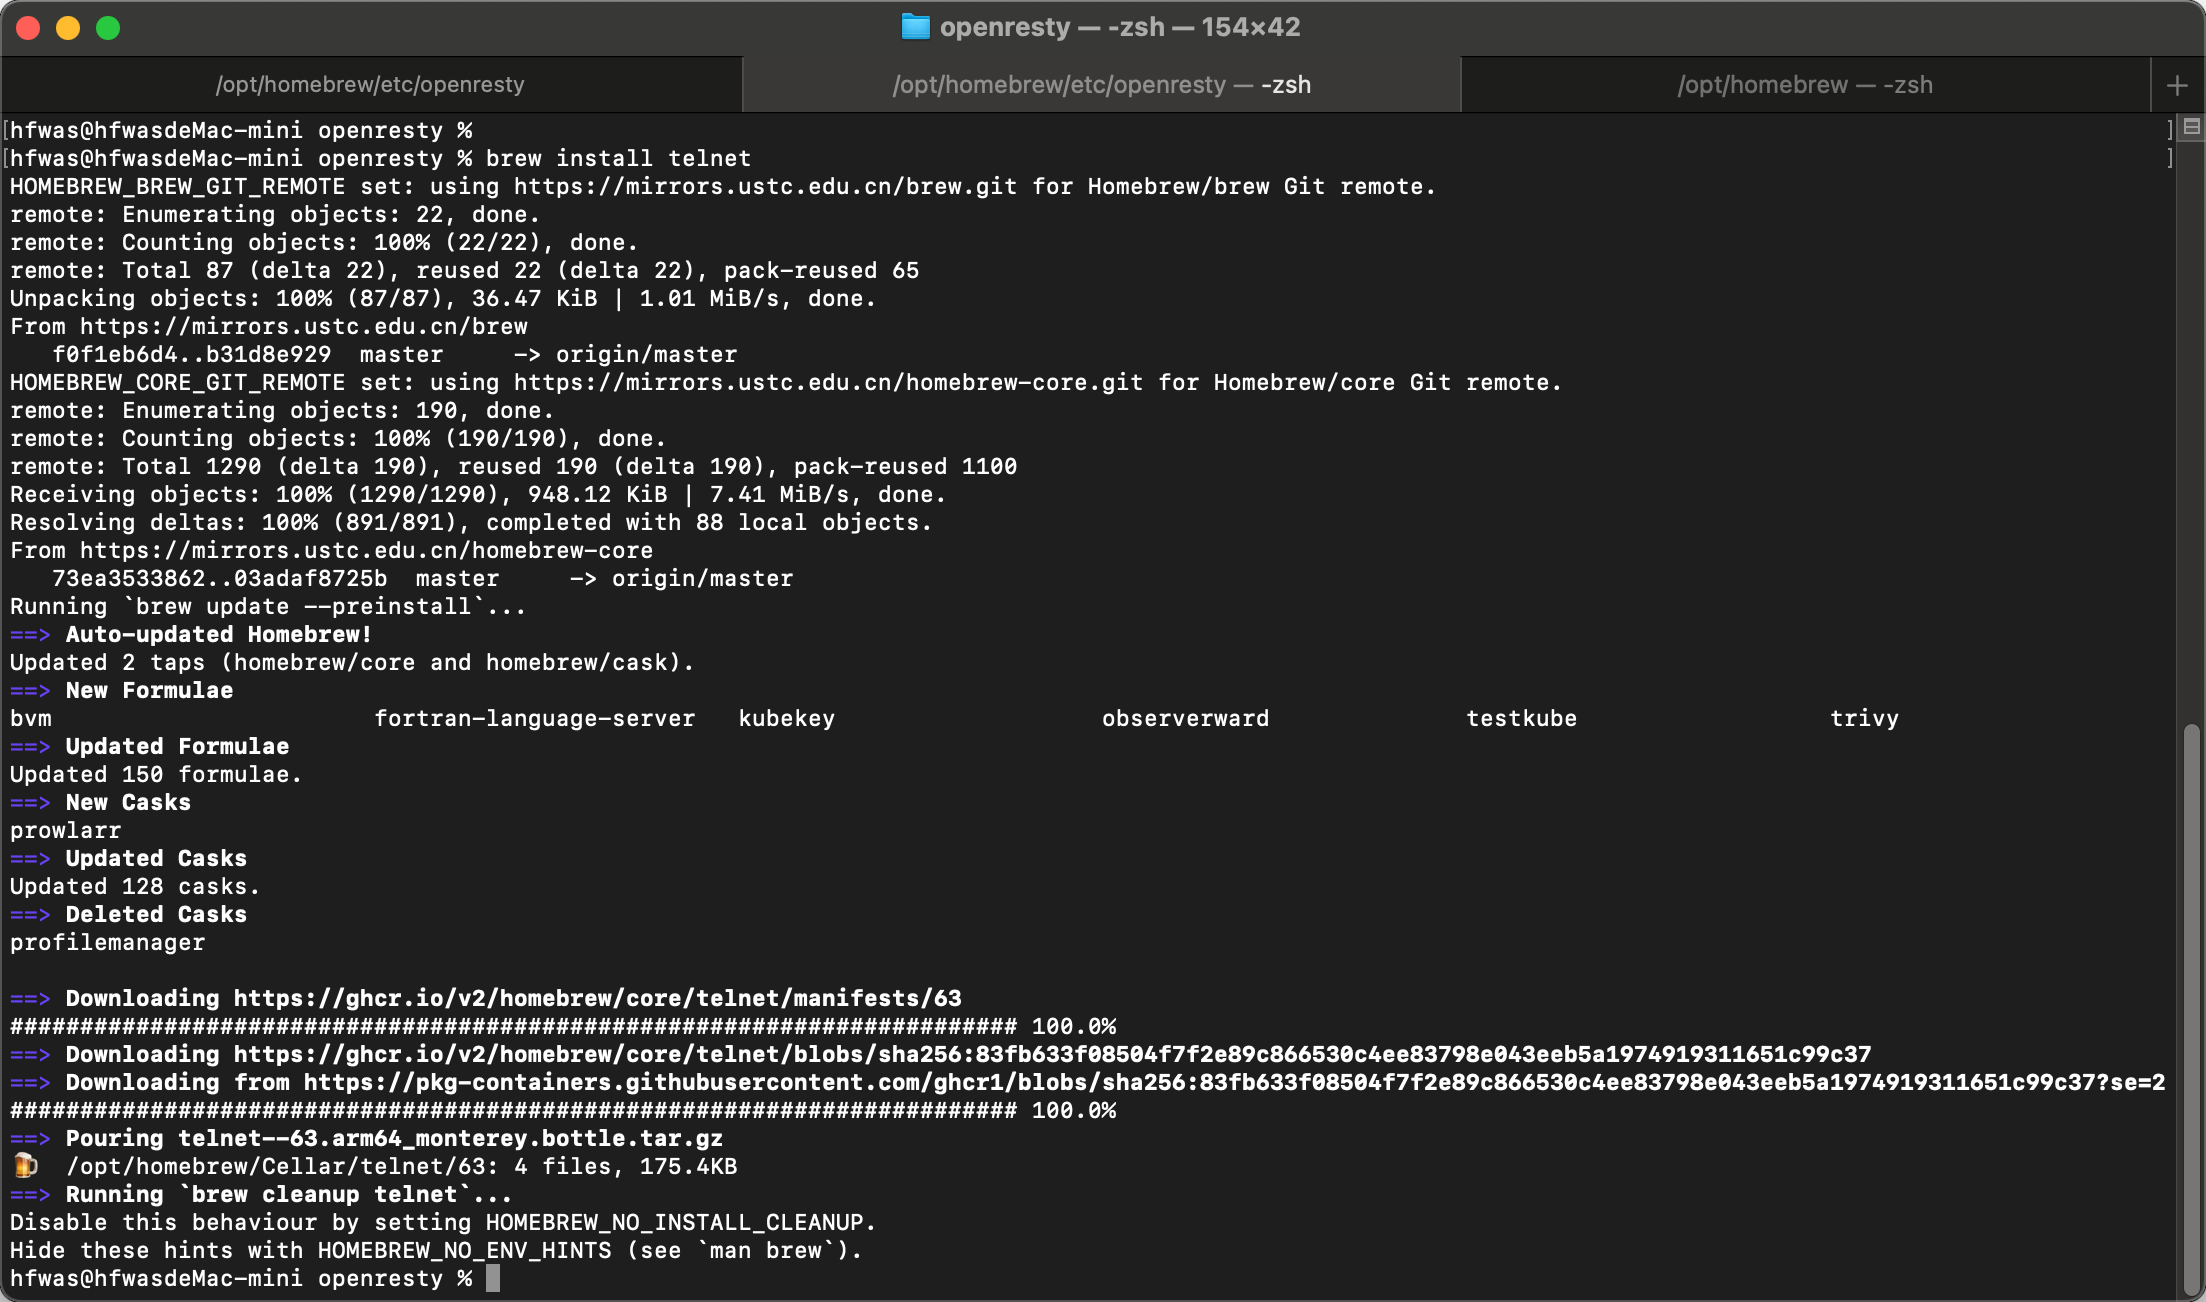 openresty — -zsh — 154×42
/opt/homebrew/etc/openresty
/opt/homebrew/etc/openresty — -zsh
/opt/homebrew — -zsh
[hfwas@hfwasdeMac-mini openresty % ]
[hfwas@hfwasdeMac-mini openresty % brew install telnet ]
HOMEBREW_BREW_GIT_REMOTE set: using https://mirrors.ustc.edu.cn/brew.git for Homebrew/brew Git remote.
remote: Enumerating objects: 22, done.
remote: Counting objects: 100% (22/22), done.
remote: Total 87 (delta 22), reused 22 (delta 22), pack-reused 65
Unpacking objects: 100% (87/87), 36.47 KiB | 1.01 MiB/s, done.
From https://mirrors.ustc.edu.cn/brew
   f0f1eb6d4..b31d8e929  master     -> origin/master
HOMEBREW_CORE_GIT_REMOTE set: using https://mirrors.ustc.edu.cn/homebrew-core.git for Homebrew/core Git remote.
remote: Enumerating objects: 190, done.
remote: Counting objects: 100% (190/190), done.
remote: Total 1290 (delta 190), reused 190 (delta 190), pack-reused 1100
Receiving objects: 100% (1290/1290), 948.12 KiB | 7.41 MiB/s, done.
Resolving deltas: 100% (891/891), completed with 88 local objects.
From https://mirrors.ustc.edu.cn/homebrew-core
   73ea3533862..03adaf8725b  master     -> origin/master
Running `brew update --preinstall`...
==> Auto-updated Homebrew!
Updated 2 taps (homebrew/core and homebrew/cask).
==> New Formulae
bvm                       fortran-language-server   kubekey                   observerward              testkube                  trivy
==> Updated Formulae
Updated 150 formulae.
==> New Casks
prowlarr
==> Updated Casks
Updated 128 casks.
==> Deleted Casks
profilemanager
==> Downloading https://ghcr.io/v2/homebrew/core/telnet/manifests/63
######################################################################## 100.0%
==> Downloading https://ghcr.io/v2/homebrew/core/telnet/blobs/sha256:83fb633f08504f7f2e89c866530c4ee83798e043eeb5a1974919311651c99c37
==> Downloading from https://pkg-containers.githubusercontent.com/ghcr1/blobs/sha256:83fb633f08504f7f2e89c866530c4ee83798e043eeb5a1974919311651c99c37?se=2
######################################################################## 100.0%
==> Pouring telnet--63.arm64_monterey.bottle.tar.gz
🍺  /opt/homebrew/Cellar/telnet/63: 4 files, 175.4KB
==> Running `brew cleanup telnet`...
Disable this behaviour by setting HOMEBREW_NO_INSTALL_CLEANUP.
Hide these hints with HOMEBREW_NO_ENV_HINTS (see `man brew`).
hfwas@hfwasdeMac-mini openresty %